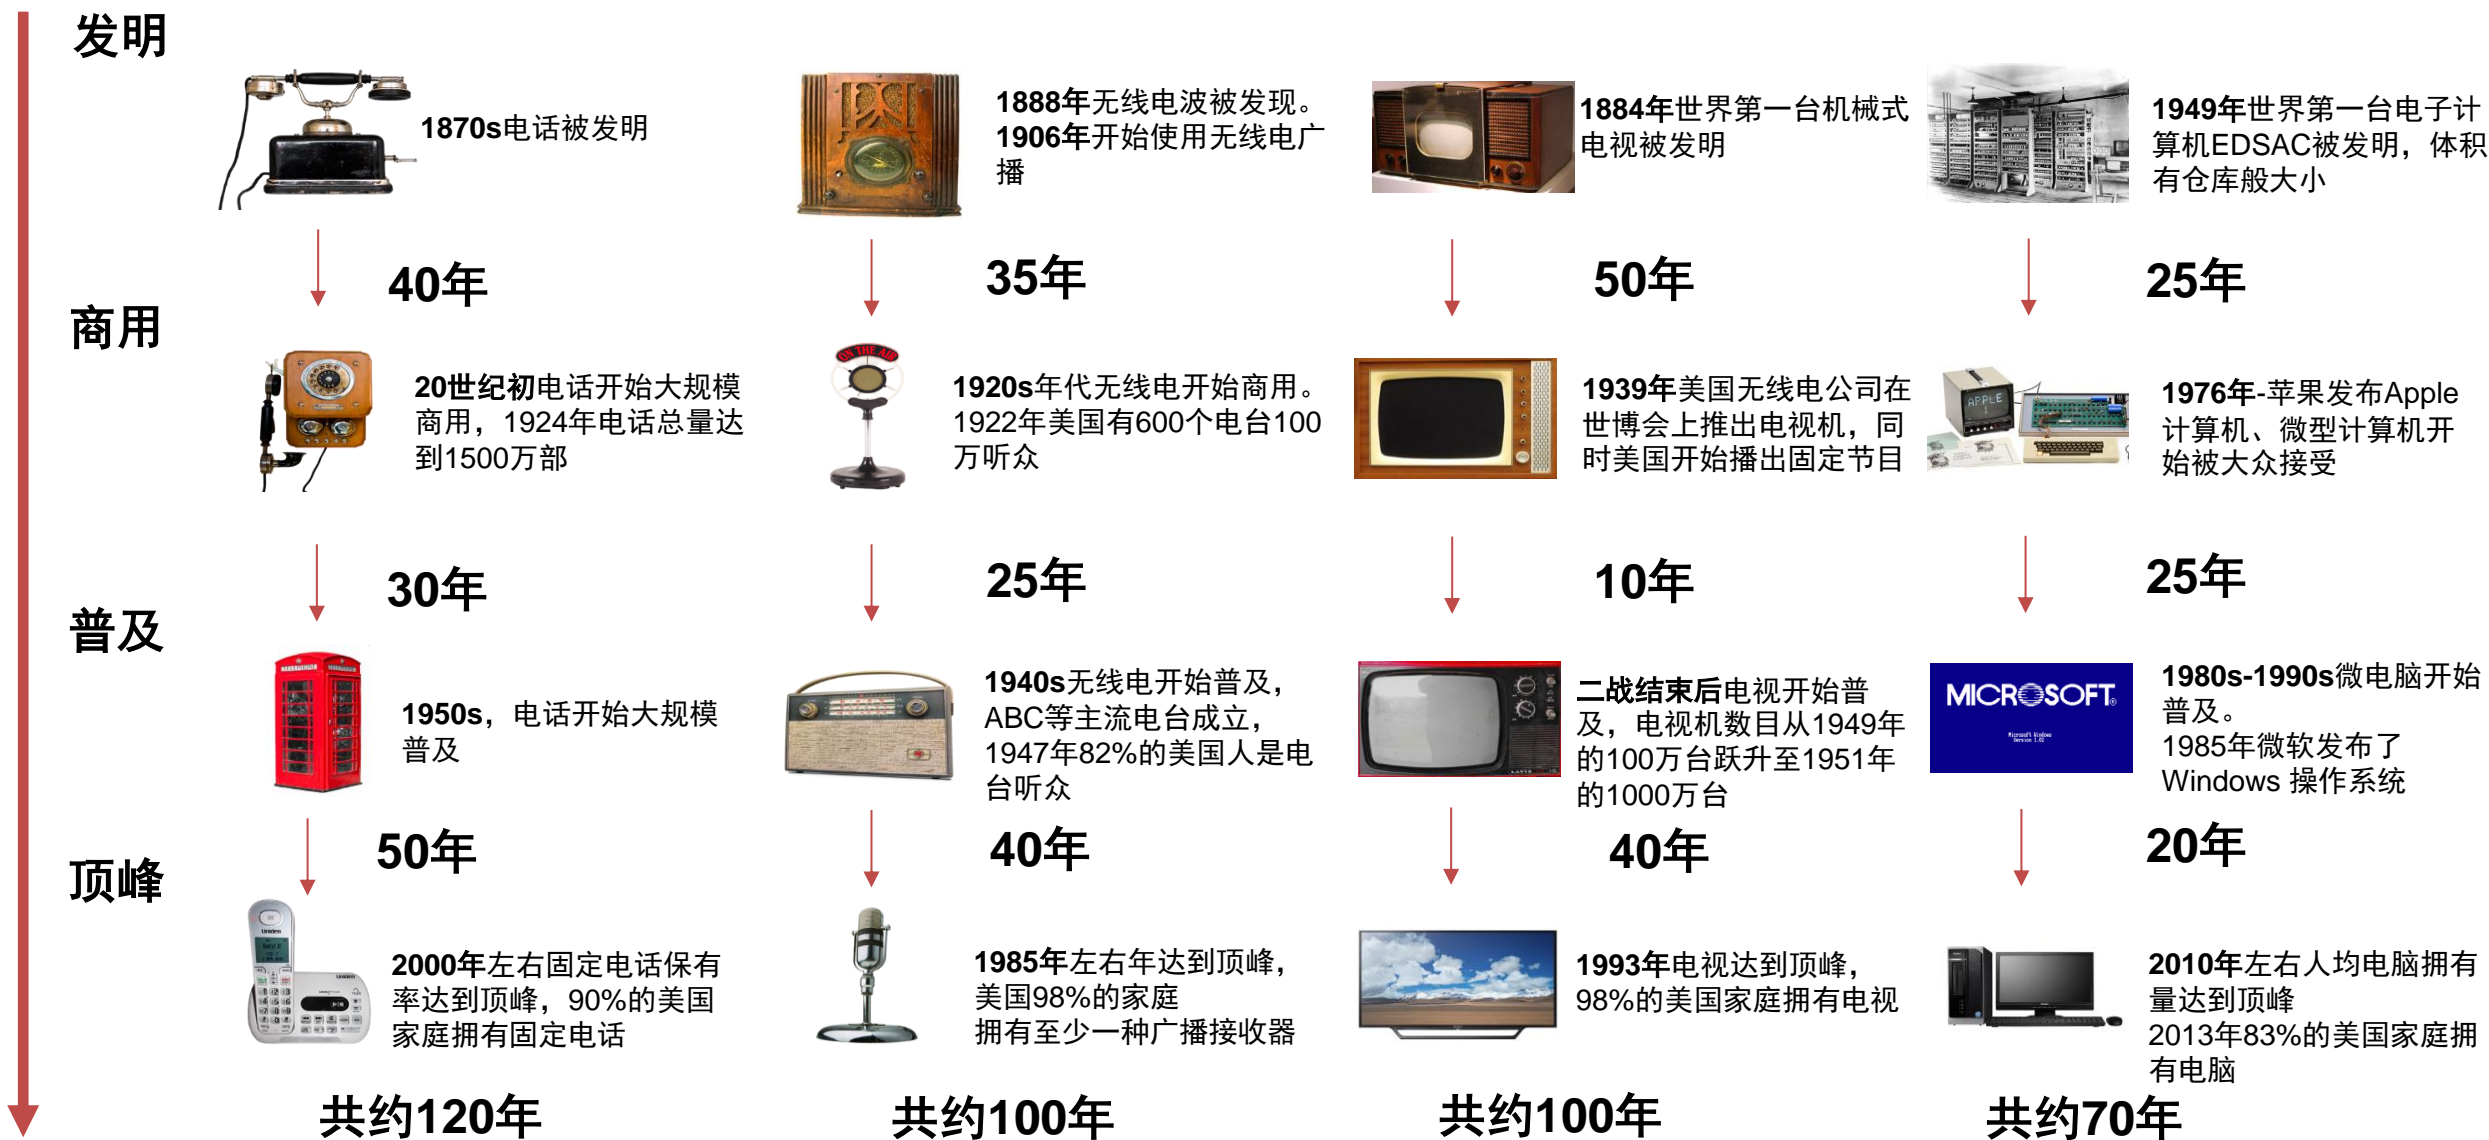 发明
1870s电话被发明
1888年无线电波被发现。
1906年开始使用无线电广
播
1884年世界第一台机械式
电视被发明
1949年世界第一台电子计
算机EDSAC被发明，体积
有仓库般大小
40年
35年
50年
25年
商用
20世纪初电话开始大规模
商用，1924年电话总量达
到1500万部
ON THE AIR
1920s年代无线电开始商用。
1922年美国有600个电台100
万听众
1939年美国无线电公司在
世博会上推出电视机，同
时美国开始播出固定节目
APPLE
1
1976年-苹果发布Apple
计算机、微型计算机开
始被大众接受
30年
25年
10年
25年
普及
TELEPHONE
TELEPHONE
1950s，电话开始大规模
普及
1940s无线电开始普及，
ABC等主流电台成立，
1947年82%的美国人是电
台听众
二战结束后电视开始普
及，电视机数目从1949年
的100万台跃升至1951年
的1000万台
MICROSOFT®
Microsoft Windows
Version 1.02
1980s-1990s微电脑开始
普及。
1985年微软发布了
Windows 操作系统
50年
40年
40年
20年
顶峰
Uniden
Uniden
2000年左右固定电话保有
率达到顶峰，90%的美国
家庭拥有固定电话
1985年左右年达到顶峰，
美国98%的家庭
拥有至少一种广播接收器
1993年电视达到顶峰，
98%的美国家庭拥有电视
2010年左右人均电脑拥有
量达到顶峰
2013年83%的美国家庭拥
有电脑
共约120年
共约100年
共约100年
共约70年